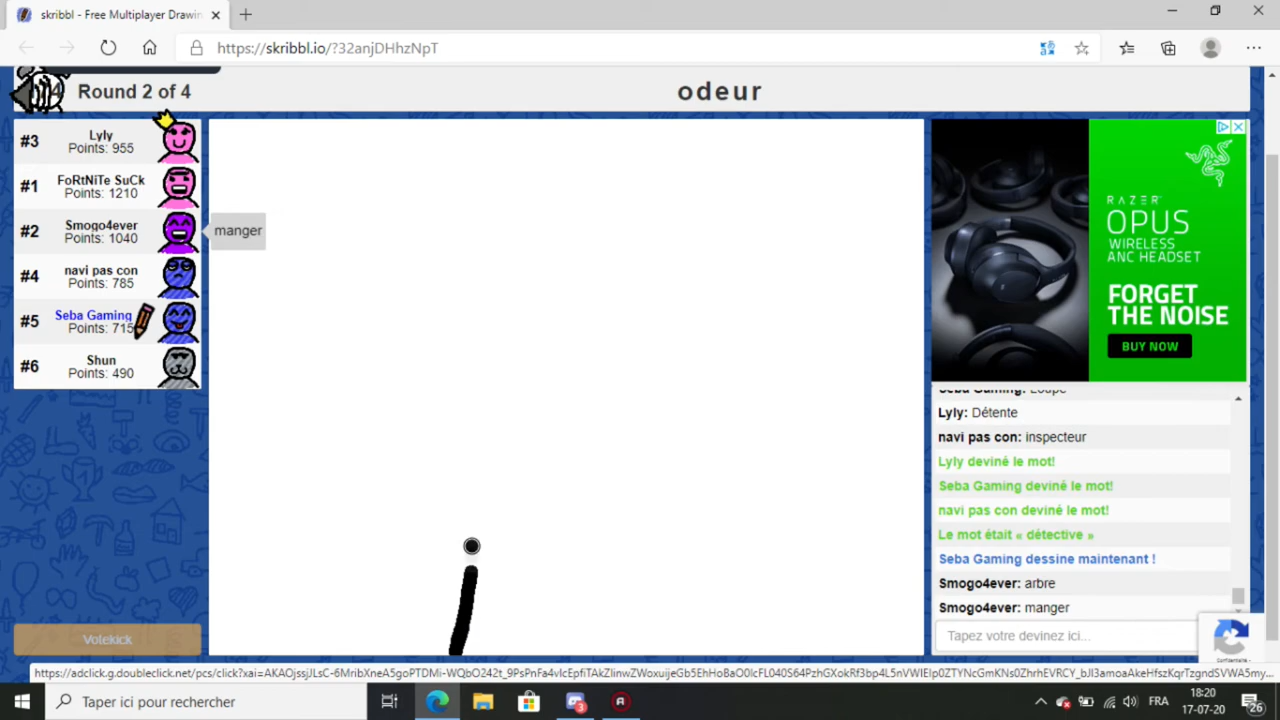 skribbl - Free Multiplayer Drawin
https://skribbl.io/?32anjDHhzNpT
Round 2 of 4
odeur
#3 Lyly
Points: 955
#1 FoRtNiTe SuCk
Points: 1210
#2 Smogo4ever
Points: 1040
manger
#4 navi pas con
Points: 785
#5 Seba Gaming
Points: 715
#6 Shun
Points: 490
Votekick
RAZER
OPUS
WIRELESS
ANC HEADSET
FORGET
THE NOISE
BUY NOW
Seba Gaming: Loupe
Lyly: Détente
navi pas con: inspecteur
Lyly deviné le mot!
Seba Gaming deviné le mot!
navi pas con deviné le mot!
Le mot était « détective »
Seba Gaming dessine maintenant !
Smogo4ever: arbre
Smogo4ever: manger
Tapez votre devinez ici...
Taper ici pour rechercher
3
FRA
18:20
17-07-20
26